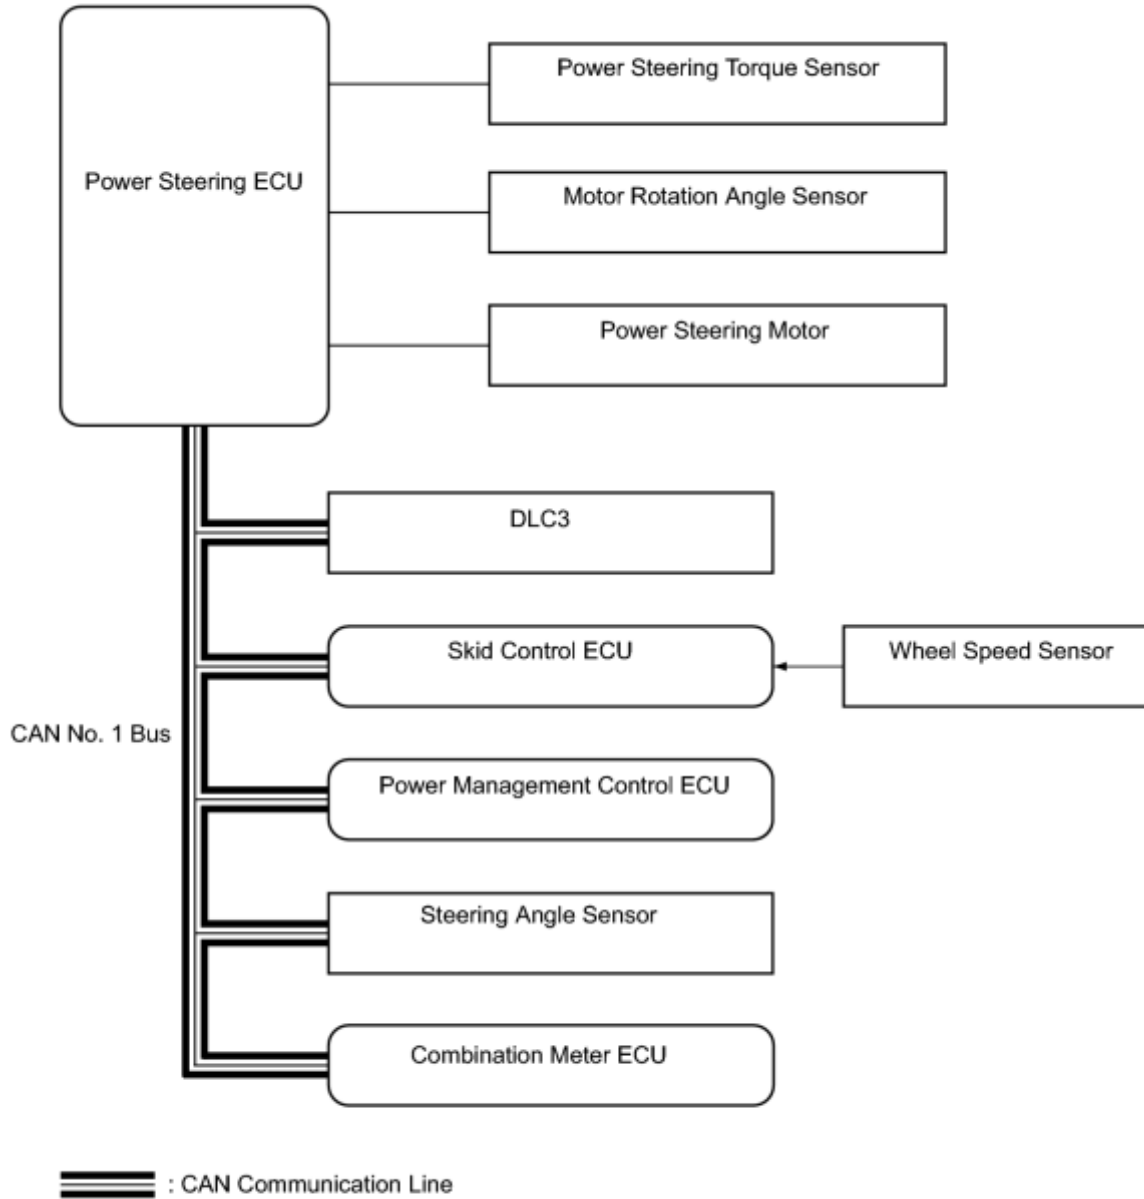 Power Steering ECU
Power Steering Torque Sensor
Motor Rotation Angle Sensor
Power Steering Motor
DLC3
Skid Control ECU
Wheel Speed Sensor
CAN No. 1 Bus
Power Management Control ECU
Steering Angle Sensor
Combination Meter ECU
: CAN Communication Line